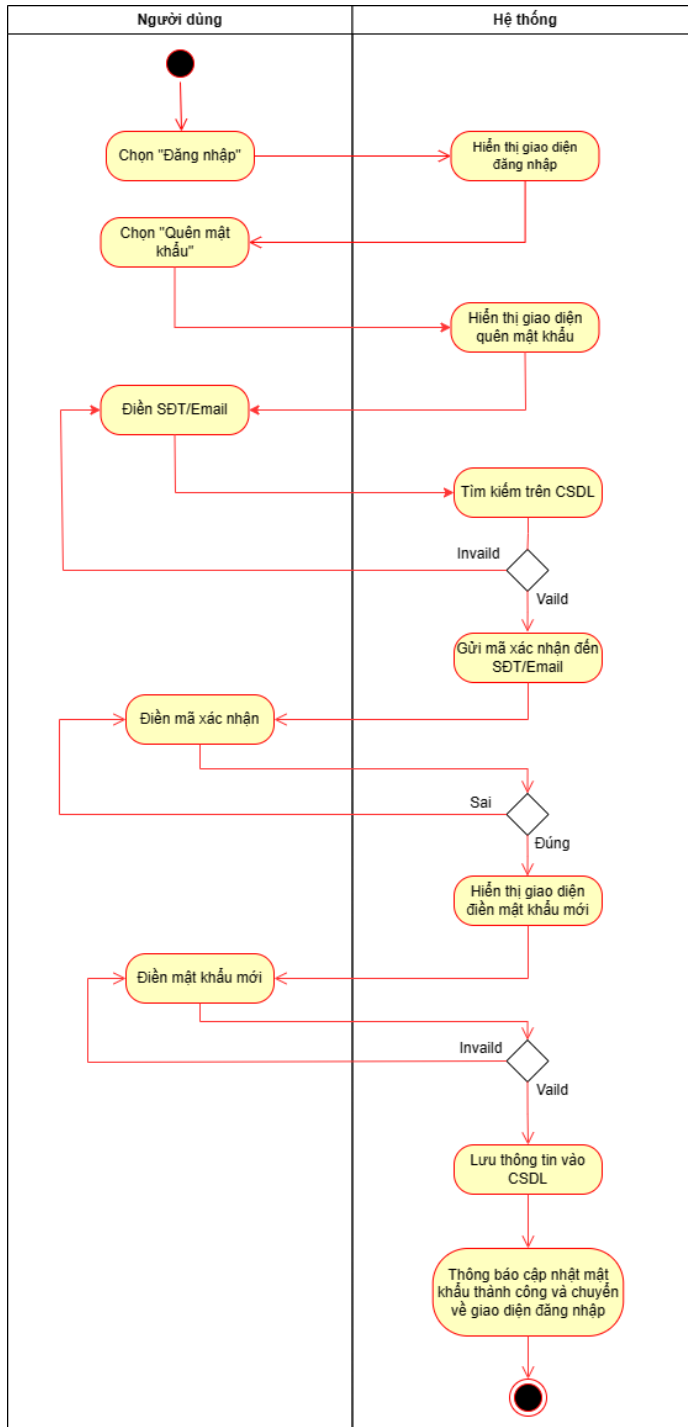 Người dùng
Hệ thống
Chọn "Đăng nhập"
Hiển thị giao diện
đăng nhập
Chọn "Quên mật
khẩu"
Hiển thị giao diện
quên mật khẩu
Điền SĐT/Email
Tìm kiếm trên CSDL
Invaild
Vaild
Gửi mã xác nhận đến
SĐT/Email
Điền mã xác nhận
Sai
Đúng
Hiển thị giao diện
điền mật khẩu mới
Điền mật khẩu mới
Invaild
Vaild
Lưu thông tin vào
CSDL
Thông báo cập nhật mật
khẩu thành công và chuyển
về giao diện đăng nhập